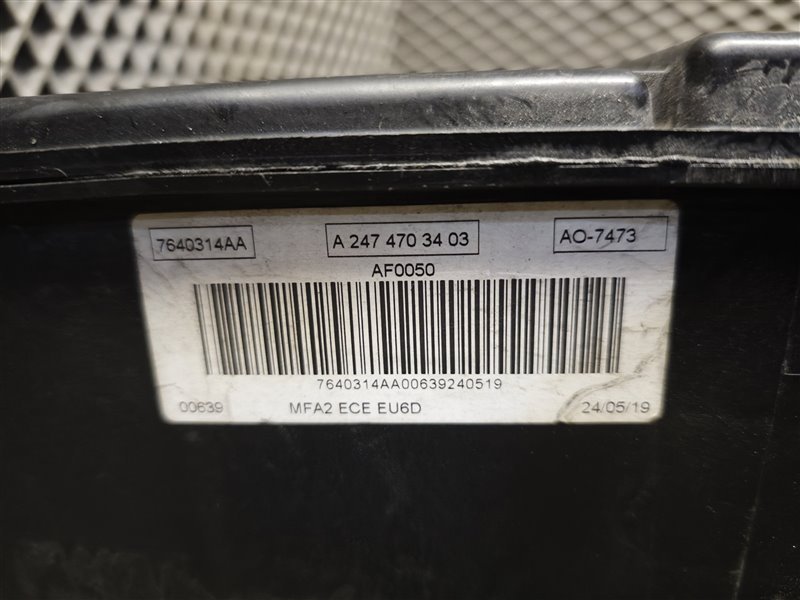 7640314AA A 247 470 34 03 AO-7473
AF0050
7640314AA00639240519
00639 MFA2 ECE EU6D 24/05/19